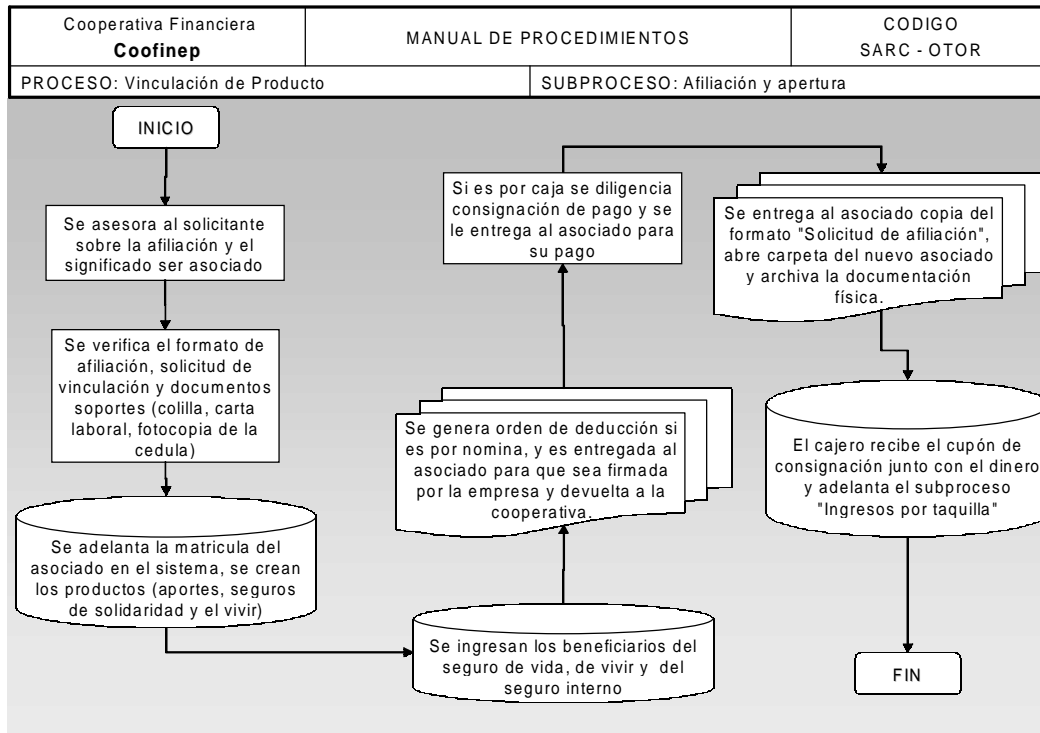 Cooperativa Financiera
Coofinep
MANUAL DE PROCEDIMIENTOS
CODIGO
SARC - OTOR
PROCESO: Vinculación de Producto
SUBPROCESO: Afiliación y apertura
INICIO
Se asesora al solicitante
sobre la afiliación y el
significado ser asociado
Se verifica el formato de
afiliación, solicitud de
vinculación y documentos
soportes (colilla, carta
laboral, fotocopia de la
cedula)
Se adelanta la matricula del
asociado en el sistema, se crean
los productos (aportes, seguros
de solidaridad y el vivir)
Se ingresan los beneficiarios del
seguro de vida, de vivir y del
seguro interno
Se genera orden de deducción si
es por nomina, y es entregada al
asociado para que sea firmada
por la empresa y devuelta a la
cooperativa.
Si es por caja se diligencia
consignación de pago y se
le entrega al asociado para
su pago
Se entrega al asociado copia del
formato "Solicitud de afiliación",
abre carpeta del nuevo asociado
y archiva la documentación
física.
El cajero recibe el cupón de
consignación junto con el dinero
y adelanta el subproceso
"Ingresos por taquilla"
FIN